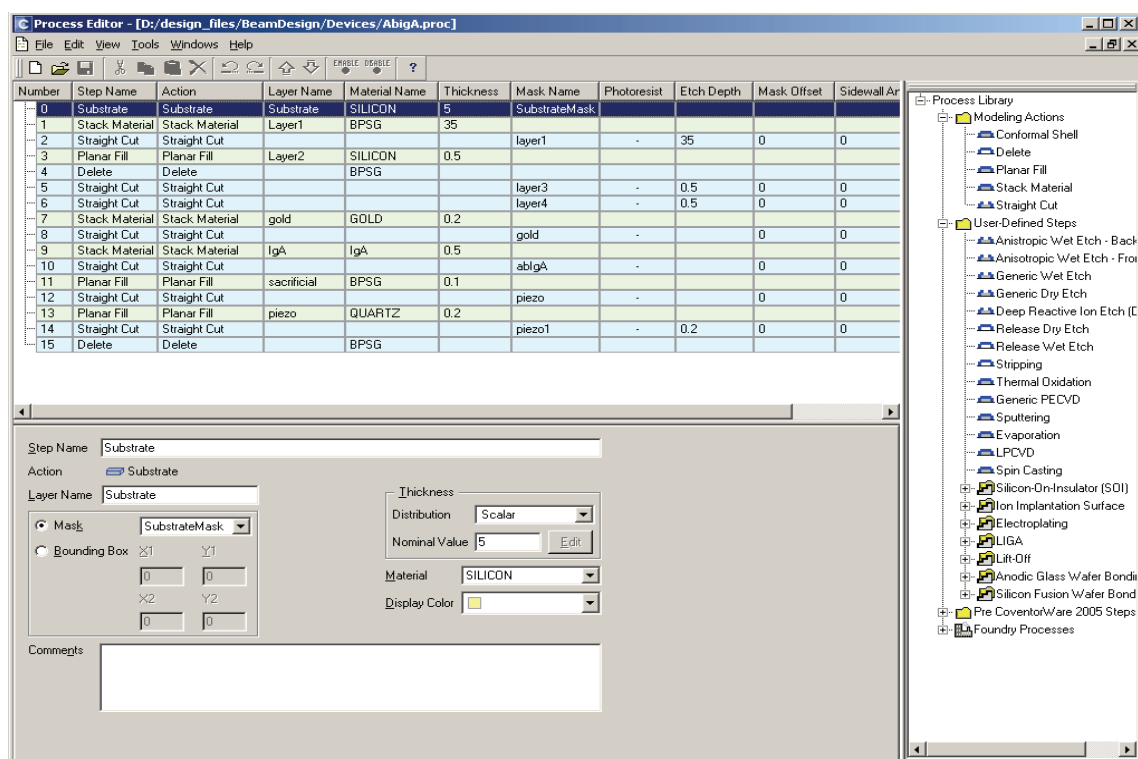 Process Editor - [D:/design_files/BeamDesign/Devices/AbigA.proc]
File Edit View Tools Windows Help
ENABLE DISABLE ?
Number Step Name Action Layer Name Material Name Thickness Mask Name Photoresist Etch Depth Mask Offset Sidewall An
0 Substrate Substrate Substrate SILICON 5 SubstrateMask
1 Stack Material Stack Material Layer1 BPSG 35
2 Straight Cut Straight Cut layer1 - 35 0 0
3 Planar Fill Planar Fill Layer2 SILICON 0.5
4 Delete Delete BPSG
5 Straight Cut Straight Cut layer3 - 0.5 0 0
6 Straight Cut Straight Cut layer4 - 0.5 0 0
7 Stack Material Stack Material gold GOLD 0.2
8 Straight Cut Straight Cut gold - 0 0
9 Stack Material Stack Material IgA IgA 0.5
10 Straight Cut Straight Cut abIgA - 0 0
11 Planar Fill Planar Fill sacrificial BPSG 0.1
12 Straight Cut Straight Cut piezo - 0 0
13 Planar Fill Planar Fill piezo QUARTZ 0.2
14 Straight Cut Straight Cut piezo1 - 0.2 0 0
15 Delete Delete BPSG
Step Name Substrate
Action Substrate
Layer Name Substrate
Mask SubstrateMask
Bounding Box X1 Y1
0 0
X2 Y2
0 0
Thickness
Distribution Scalar
Nominal Value 5 Edit
Material SILICON
Display Color
Comments
Process Library
Modeling Actions
Conformal Shell
Delete
Planar Fill
Stack Material
Straight Cut
User-Defined Steps
Anistropic Wet Etch - Back
Anisotropic Wet Etch - Fro
Generic Wet Etch
Generic Dry Etch
Deep Reactive Ion Etch (D
Release Dry Etch
Release Wet Etch
Stripping
Thermal Oxidation
Generic PECVD
Sputtering
Evaporation
LPCVD
Spin Casting
Silicon-On-Insulator (SOI)
Ion Implantation Surface
Electroplating
LIGA
Lift-Off
Anodic Glass Wafer Bondi
Silicon Fusion Wafer Bond
Pre CoventorWare 2005 Steps
Foundry Processes